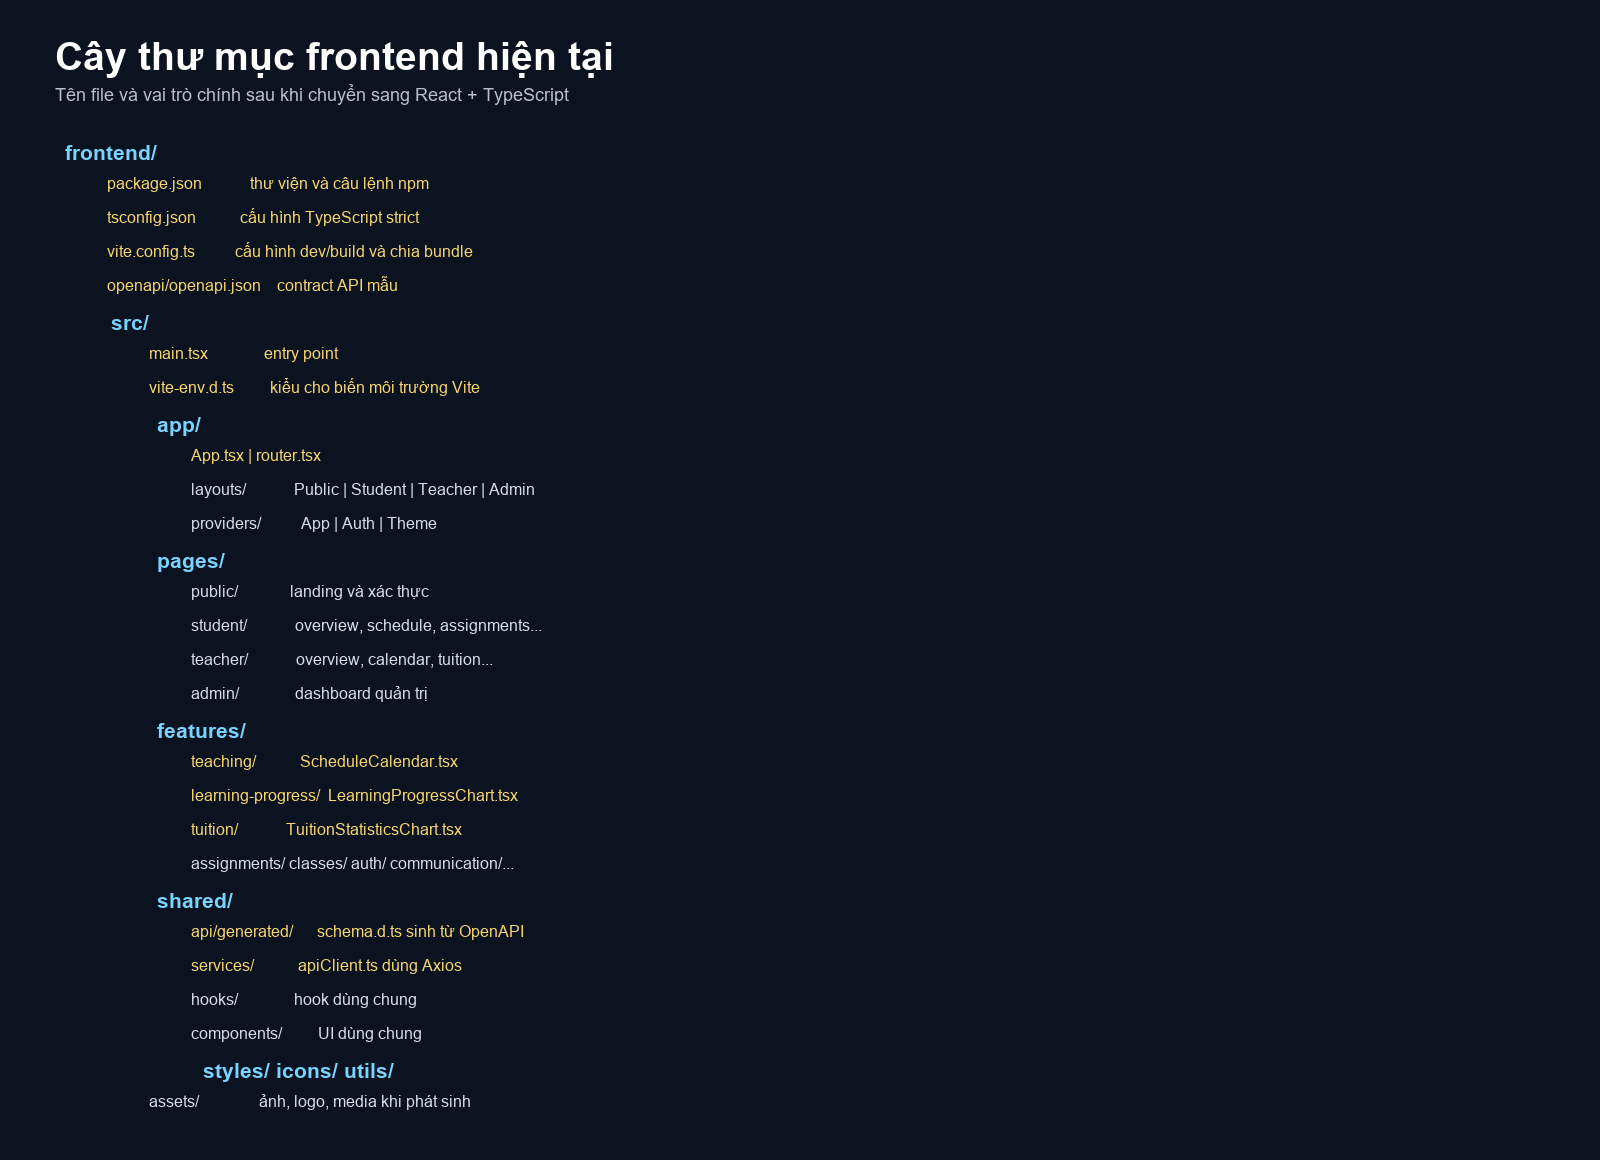 Cây thư mục frontend hiện tại
Tên file và vai trò chính sau khi chuyển sang React + TypeScript
frontend/
package.json thư viện và câu lệnh npm
tsconfig.json cấu hình TypeScript strict
vite.config.ts cấu hình dev/build và chia bundle
openapi/openapi.json contract API mẫu
src/
main.tsx entry point
vite-env.d.ts kiểu cho biến môi trường Vite
app/
App.tsx | router.tsx
layouts/ Public | Student | Teacher | Admin
providers/ App | Auth | Theme
pages/
public/ landing và xác thực
student/ overview, schedule, assignments...
teacher/ overview, calendar, tuition...
admin/ dashboard quản trị
features/
teaching/ ScheduleCalendar.tsx
learning-progress/ LearningProgressChart.tsx
tuition/ TuitionStatisticsChart.tsx
assignments/ classes/ auth/ communication/...
shared/
api/generated/ schema.d.ts sinh từ OpenAPI
services/ apiClient.ts dùng Axios
hooks/ hook dùng chung
components/ UI dùng chung
styles/ icons/ utils/
assets/ ảnh, logo, media khi phát sinh